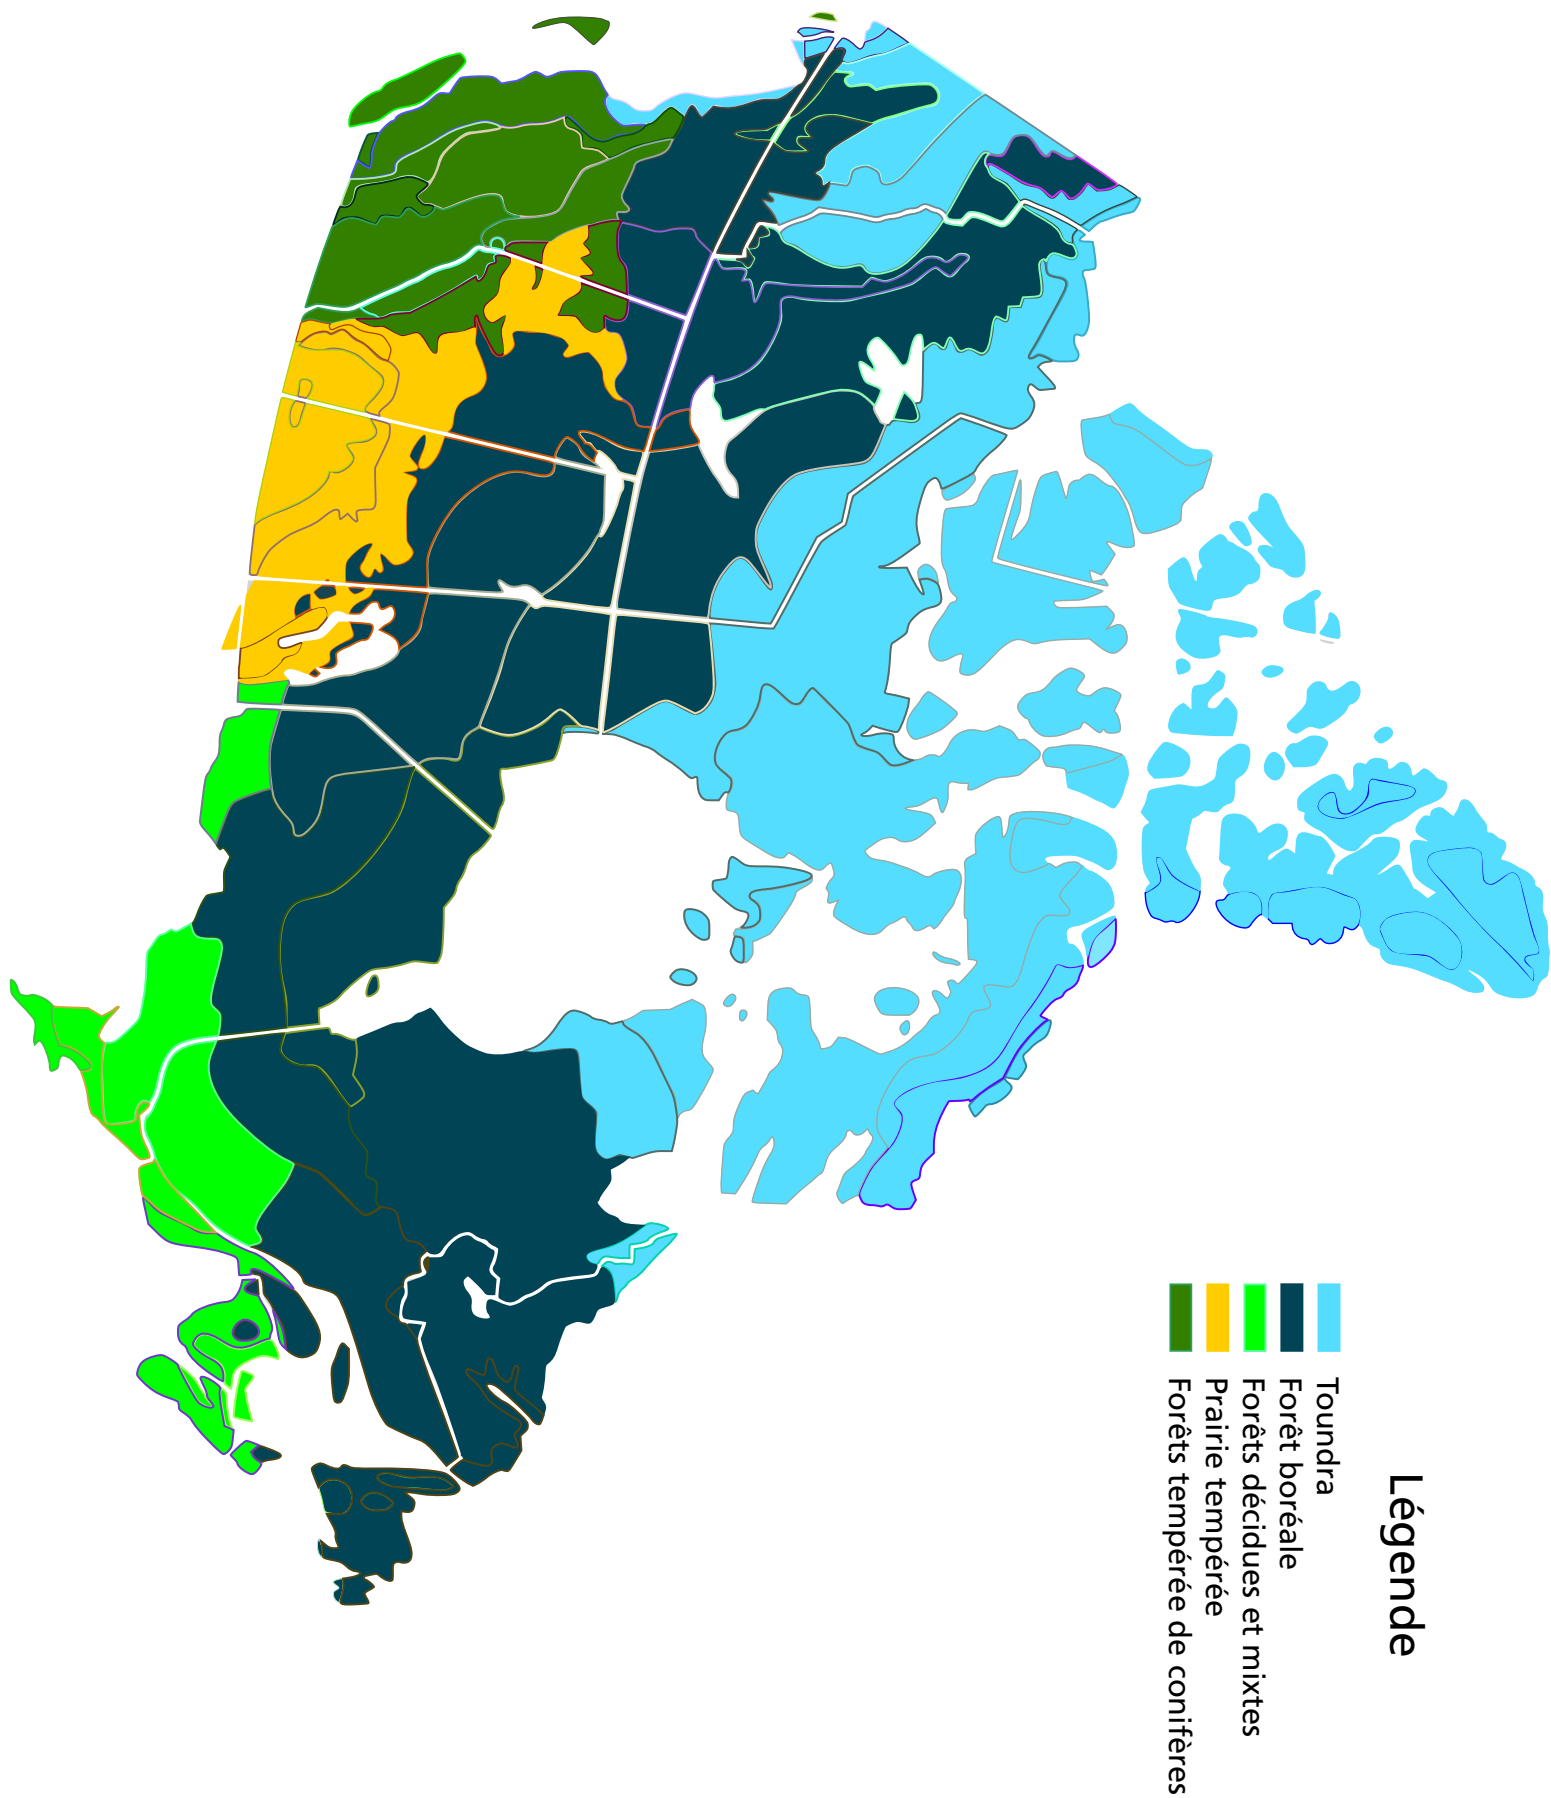 Légende
Toundra
Forêt boréale
Forêts décidues et mixtes
Prairie tempérée
Forêts tempérée de conifères